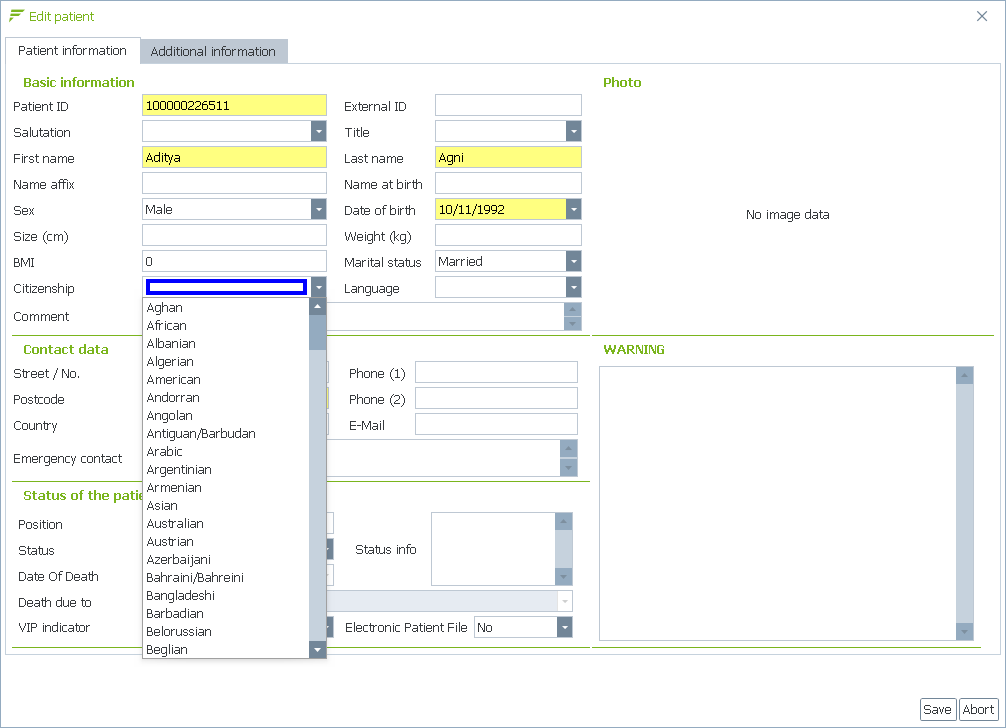 Edit patient
Patient information Additional information
Basic information Photo
Patient ID 100000226511 External ID
Salutation Title
First name Aditya Last name Agni
Name affix Name at birth
Sex Male Date of birth 10/11/1992
No image data
Size (cm) Weight (kg)
BMI 0 Marital status Married
Citizenship Language
Comment
Aghan
African
Albanian
Algerian
American
Andorran
Angolan
Antiguan/Barbudan
Arabic
Argentinian
Armenian
Asian
Australian
Austrian
Azerbaijani
Bahraini/Bahreini
Bangladeshi
Barbadian
Belorussian
Beglian
Contact data WARNING
Street / No. Phone (1)
Postcode Phone (2)
Country E-Mail
Emergency contact
Status of the patie
Position
Status Status info
Date Of Death
Death due to
VIP indicator Electronic Patient File No
Save Abort